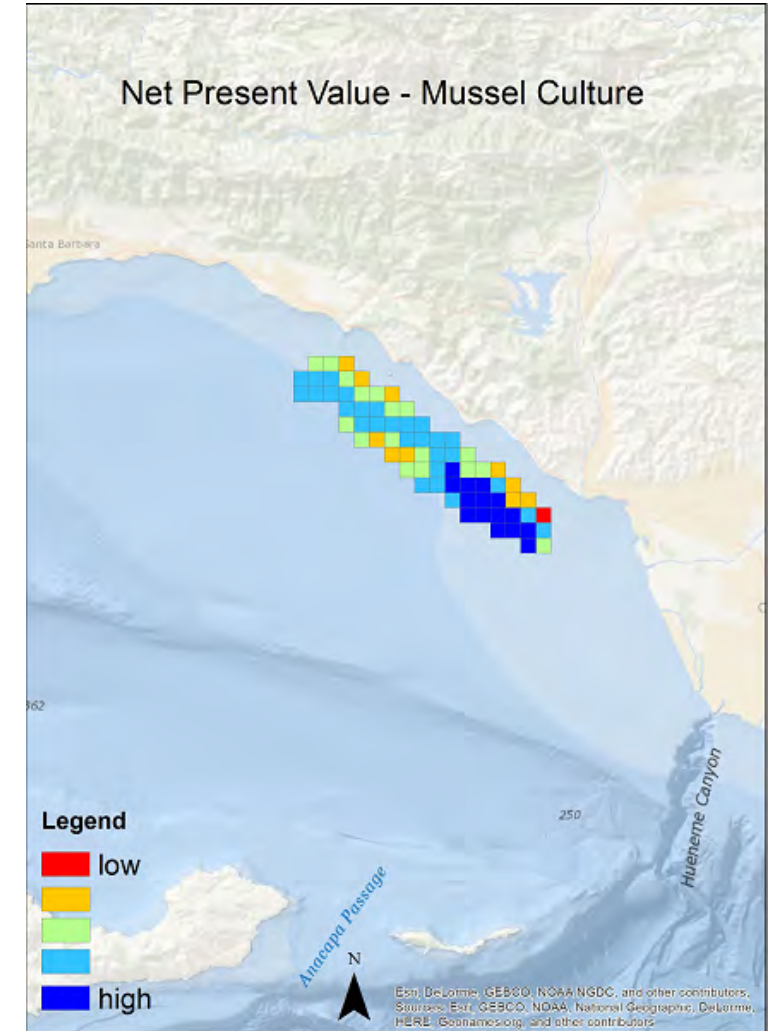 Net Present Value - Mussel Culture
Santa Barbara
362
250
Hueneme Canyon
Anacapa Passage
Legend
low
high
N
Esri, DeLorme, GEBCO, NOAA NGDC, and other contributors,
Sources: Esri, GEBCO, NOAA, National Geographic, DeLorme,
HERE, Geonames.org, and other contributors